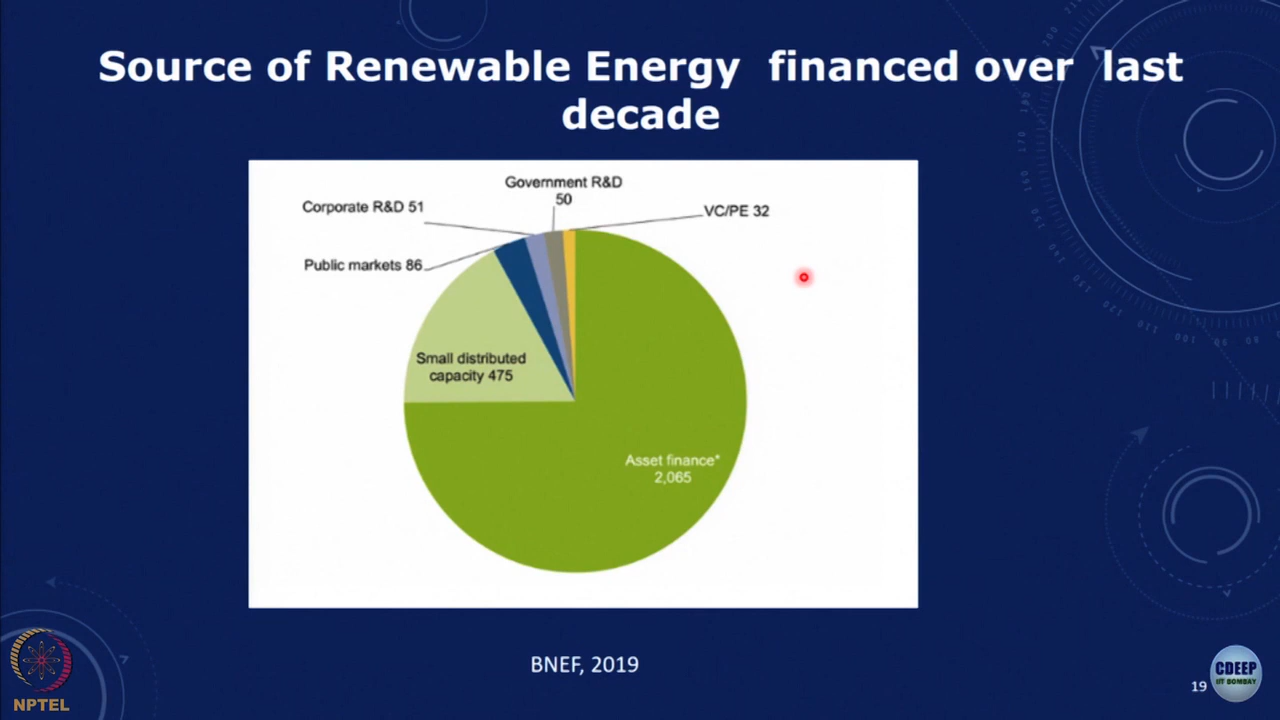 Source of Renewable Energy financed over last
decade
Government R&D
50
Corporate R&D 51
VC/PE 32
Public markets 86
Small distributed
capacity 475
Asset finance*
2,065
BNEF, 2019
NPTEL
19
CDEEP
IIT BOMBAY